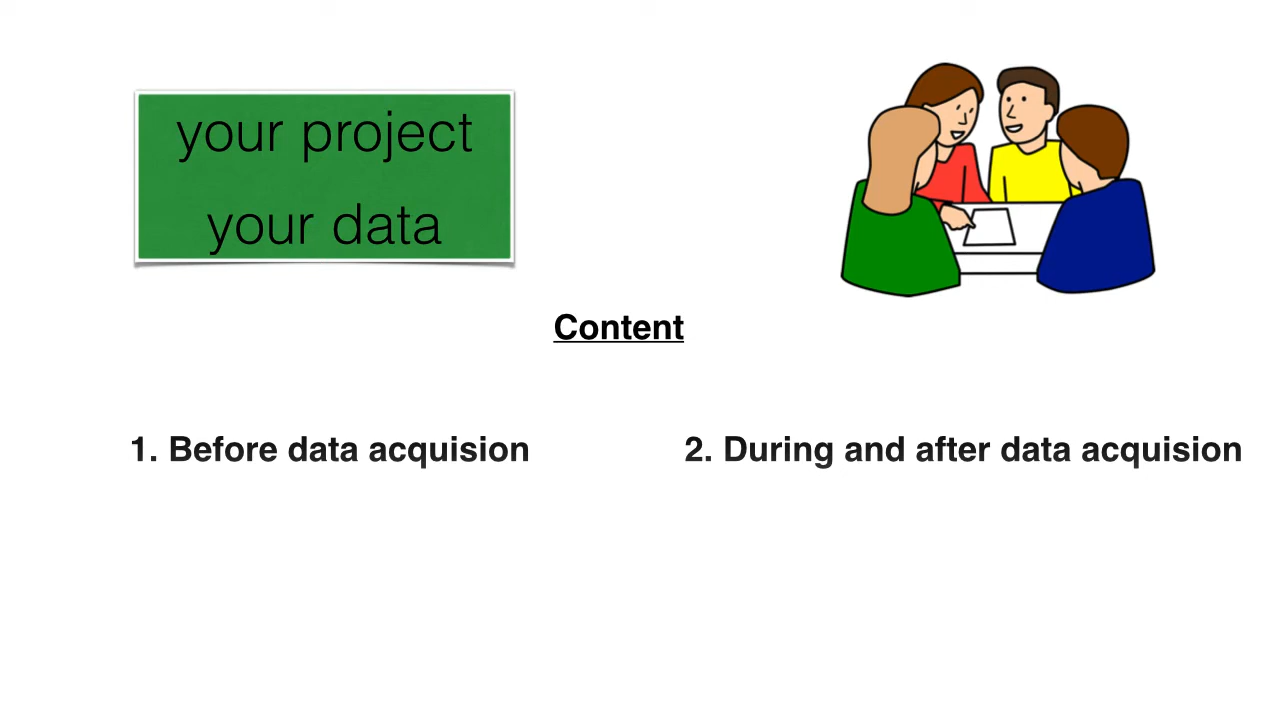 your project
your data
Content
1. Before data acquision
2. During and after data acquision